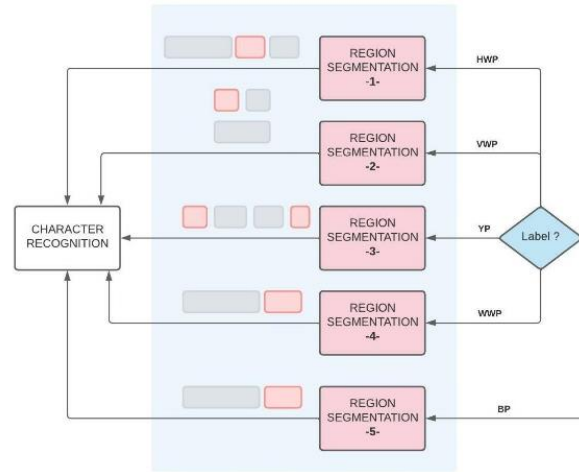 REGION
SEGMENTATION
-1-
HWP
REGION
SEGMENTATION
-2-
VWP
CHARACTER
RECOGNITION
REGION
SEGMENTATION
-3-
YP
Label ?
REGION
SEGMENTATION
-4-
WWP
REGION
SEGMENTATION
-5-
BP